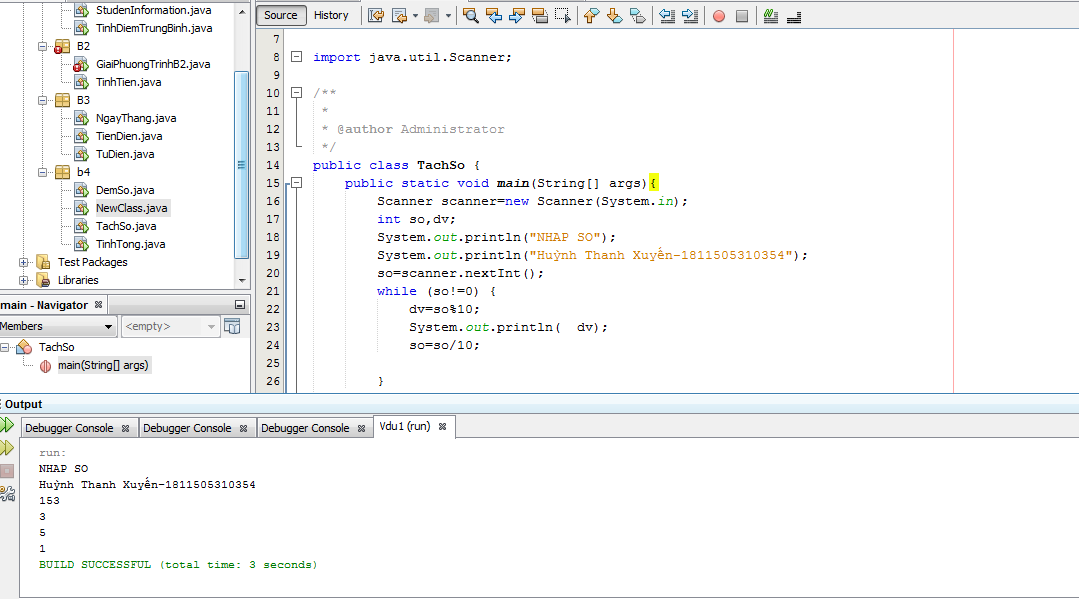 StudenInformation.java
TinhDiemTrungBinh.java
B2
GiaiPhuongTrinhB2.java
TinhTien.java
B3
NgayThang.java
TienDien.java
TuDien.java
b4
DemSo.java
NewClass.java
TachSo.java
TinhTong.java
Test Packages
Libraries
main - Navigator
Members
<empty>
TachSo
main(String[] args)
Source History
7
8 import java.util.Scanner;
9
10 /**
11 *
12 * @author Administrator
13 */
14 public class TachSo {
15 public static void main(String[] args){
16 Scanner scanner=new Scanner(System.in);
17 int so,dv;
18 System.out.println("NHAP SO");
19 System.out.println("Huỳnh Thanh Xuyến-1811505310354");
20 so=scanner.nextInt();
21 while (so!=0) {
22 dv=so%10;
23 System.out.println( dv);
24 so=so/10;
25
26 }
Output
Debugger Console Debugger Console Debugger Console Vdu1 (run)
run:
NHAP SO
Huỳnh Thanh Xuyến-1811505310354
153
3
5
1
BUILD SUCCESSFUL (total time: 3 seconds)